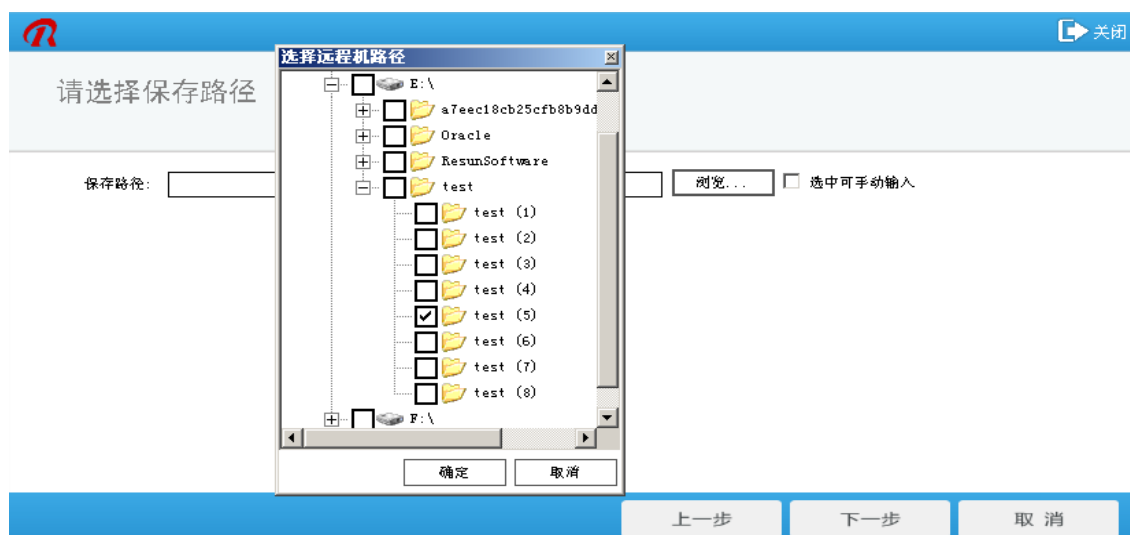 关闭
选择远程机路径
请选择保存路径
E:\
a7eec18cb25cfb8b9dd
Oracle
ResunSoftware
保存路径:
浏览...
选中可手动输入
test
test (1)
test (2)
test (3)
test (4)
test (5)
test (6)
test (7)
test (8)
F:\
确定
取消
上一步
下一步
取 消